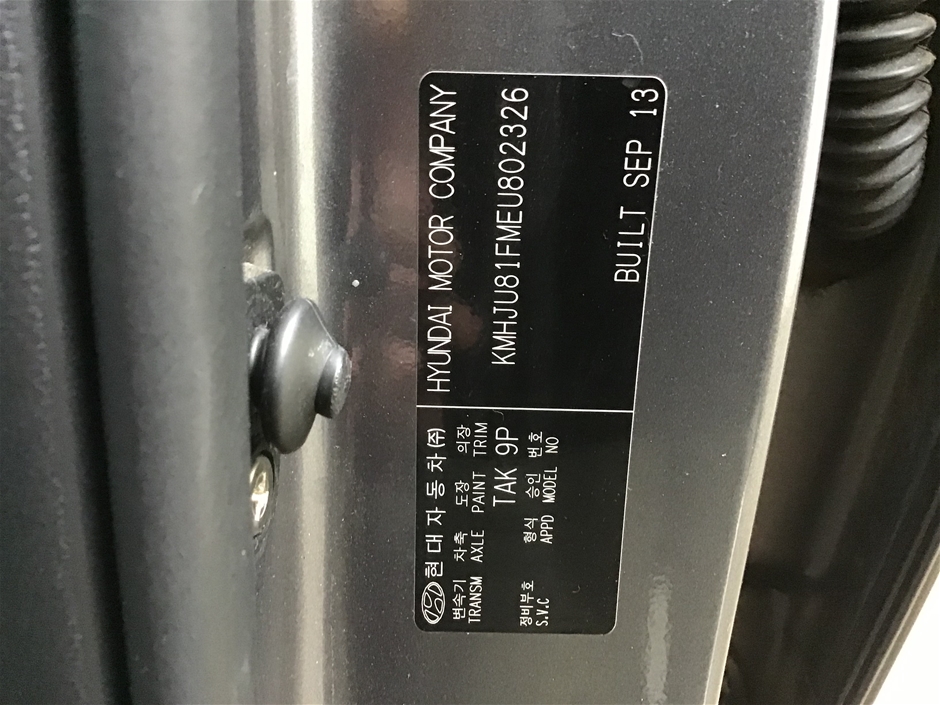 현대자동차(쥬) HYUNDAI MOTOR COMPANY
변속기 차축 도장 의장
TRANSM AXLE PAINT TRIM
TAK 9P
KMHJU81FMEU802326
정비부호 형식 승인 번호
S.V.C APPD MODEL NO
BUILT SEP 13